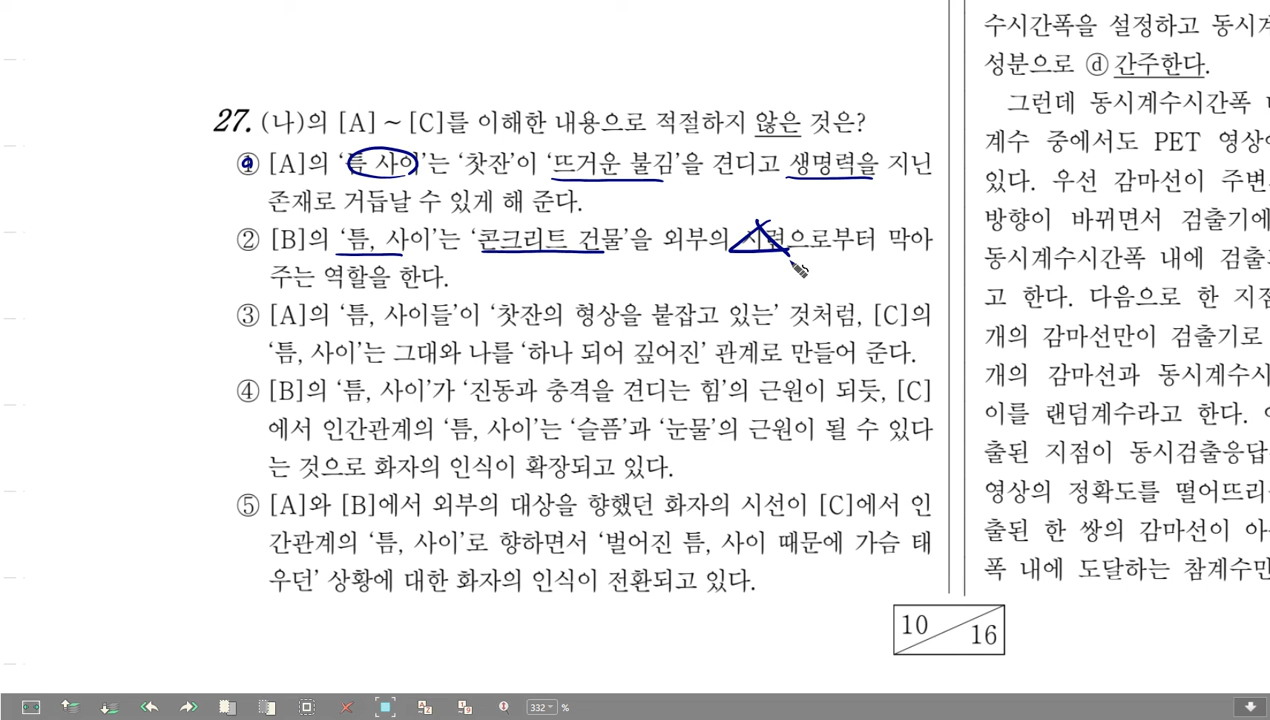 27. (나)의 [A] ~ [C]를 이해한 내용으로 적절하지 않은 것은?
① [A]의 '틈 사이'는 '찻잔'이 '뜨거운 불김'을 견디고 생명력을 지닌
존재로 거듭날 수 있게 해 준다.
② [B]의 '틈, 사이'는 '콘크리트 건물'을 외부의 시련으로부터 막아
주는 역할을 한다.
③ [A]의 '틈, 사이들'이 '찻잔의 형상을 붙잡고 있는' 것처럼, [C]의
'틈, 사이'는 그대와 나를 '하나 되어 깊어진' 관계로 만들어 준다.
④ [B]의 '틈, 사이'가 '진동과 충격을 견디는 힘'의 근원이 되듯, [C]
에서 인간관계의 '틈, 사이'는 '슬픔'과 '눈물'의 근원이 될 수 있다
는 것으로 화자의 인식이 확장되고 있다.
⑤ [A]와 [B]에서 외부의 대상을 향했던 화자의 시선이 [C]에서 인
간관계의 '틈, 사이'로 향하면서 '벌어진 틈, 사이 때문에 가슴 태
우던' 상황에 대한 화자의 인식이 전환되고 있다.
10 16
수시간폭을 설정하고 동시계
성분으로 ⓓ 간주한다.
그런데 동시계수시간폭 내
계수 중에서도 PET 영상이
있다. 우선 감마선이 주변
방향이 바뀌면서 검출기에
동시계수시간폭 내에 검출
고 한다. 다음으로 한 지점
개의 감마선만이 검출기로
개의 감마선과 동시계수시
이를 랜덤계수라고 한다.
출된 지점이 동시검출응답
영상의 정확도를 떨어뜨리
출된 한 쌍의 감마선이 아
폭 내에 도달하는 참계수만
332 %